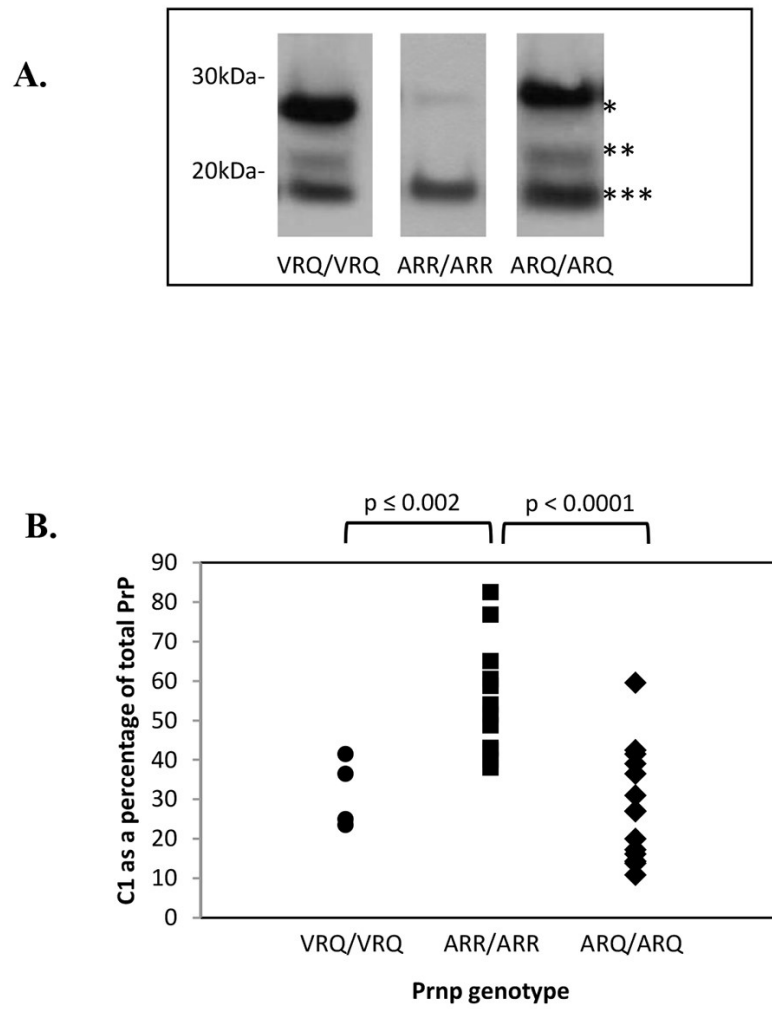 A.
30kDa-
*
**
20kDa-
***
VRQ/VRQ ARR/ARR ARQ/ARQ
B.
p ≤ 0.002 p < 0.0001
C1 as a percentage of total PrP
90
80
70
60
50
40
30
20
10
0
VRQ/VRQ ARR/ARR ARQ/ARQ
Prnp genotype